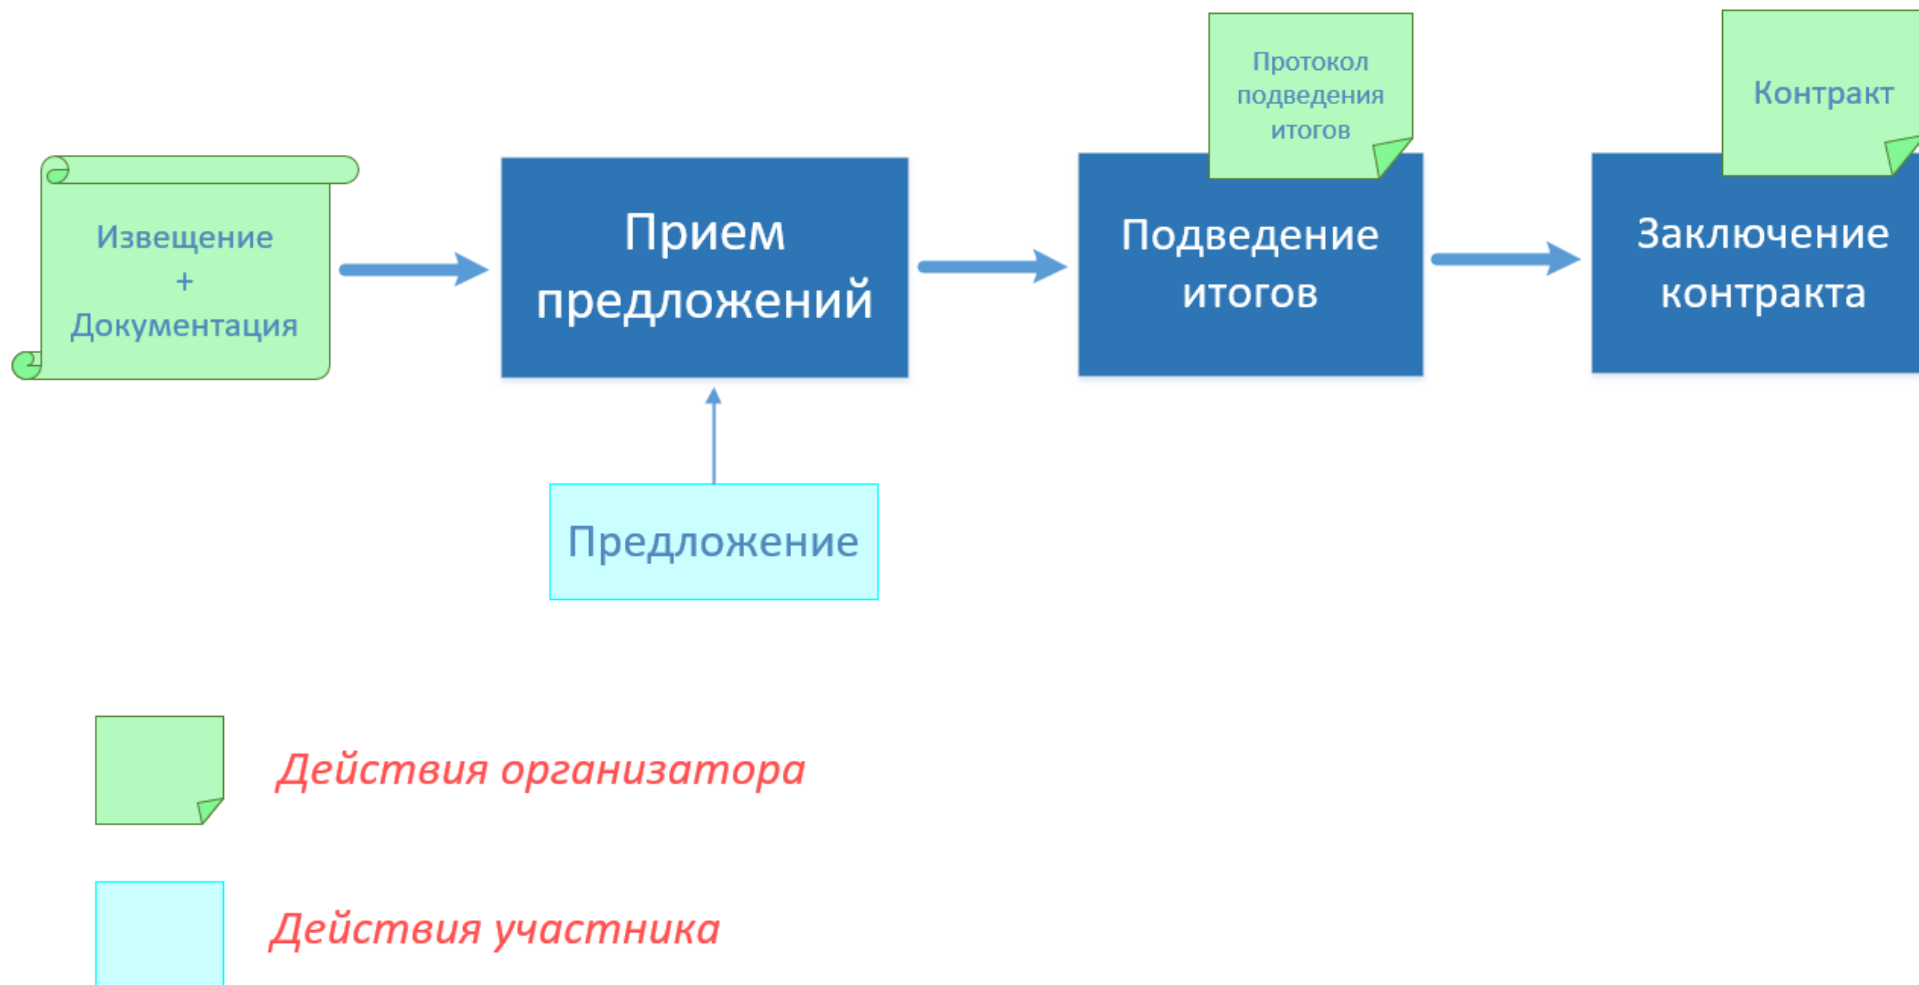 Извещение
+
Документация
Прием
предложений
Предложение
Протокол
подведения
итогов
Подведение
итогов
Контракт
Заключение
контракта
Действия организатора
Действия участника